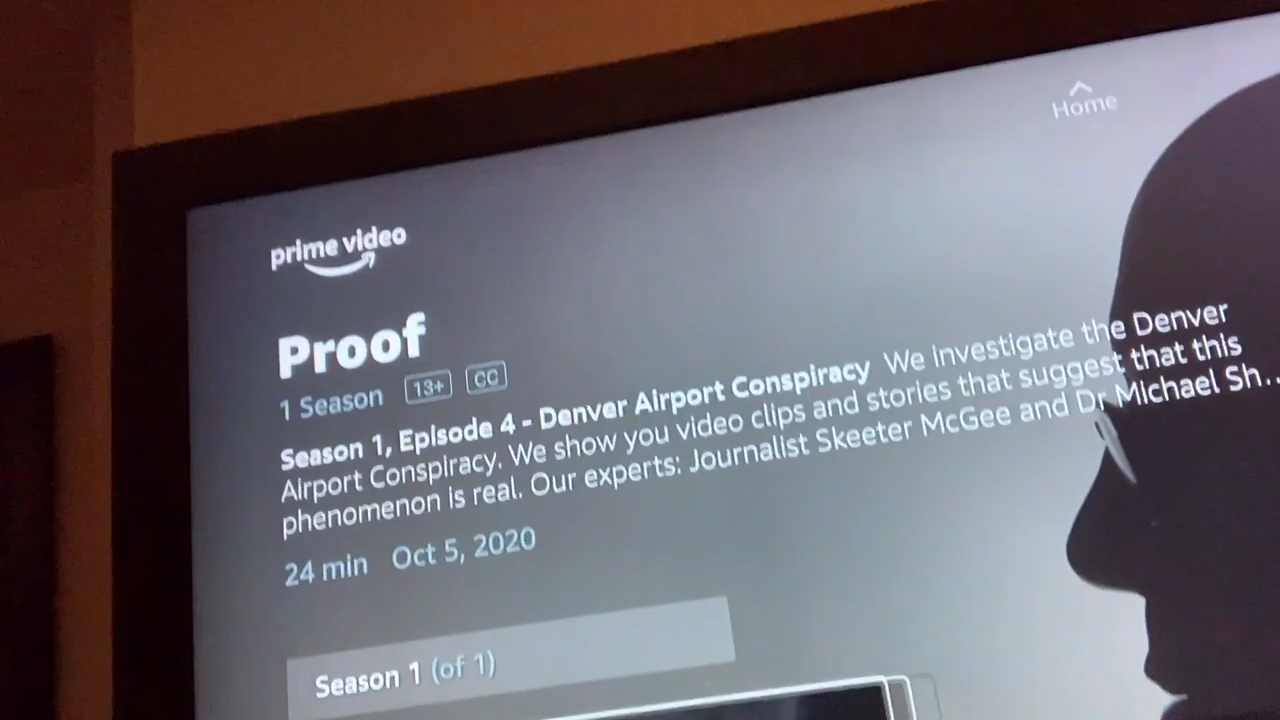 Home
prime video
Proof
1 Season 13+ CC
Season 1, Episode 4 - Denver Airport Conspiracy We investigate the Denver
Airport Conspiracy. We show you video clips and stories that suggest that this
phenomenon is real. Our experts: Journalist Skeeter McGee and Dr Michael Sh...
24 min Oct 5, 2020
Season 1 (of 1)